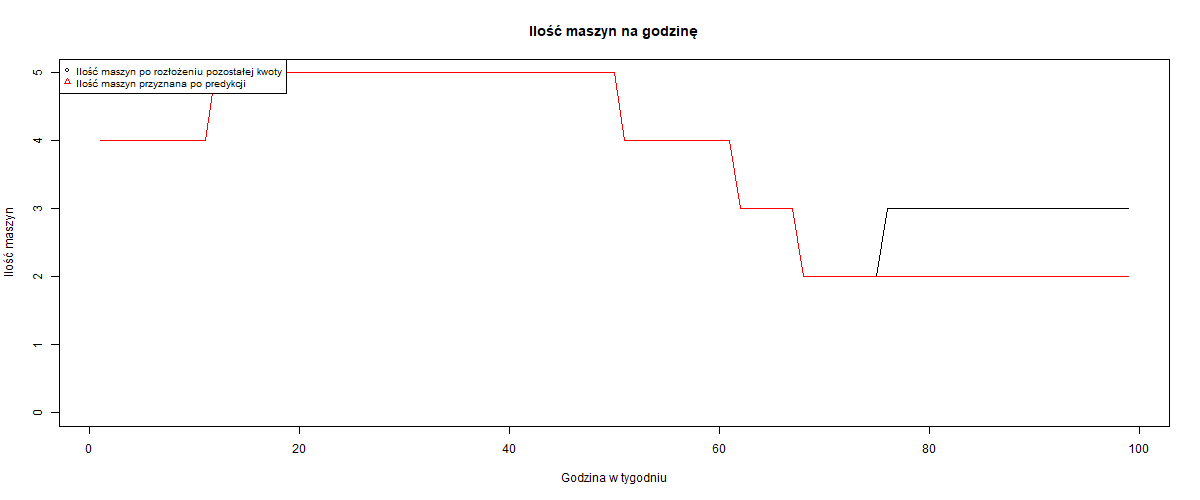 Ilość maszyn na godzinę
Ilość maszyn po rozłożeniu pozostałej kwoty
Ilość maszyn przyznana po predykcji
Ilość maszyn
5
4
3
2
1
0
0 20 40 60 80 100
Godzina w tygodniu